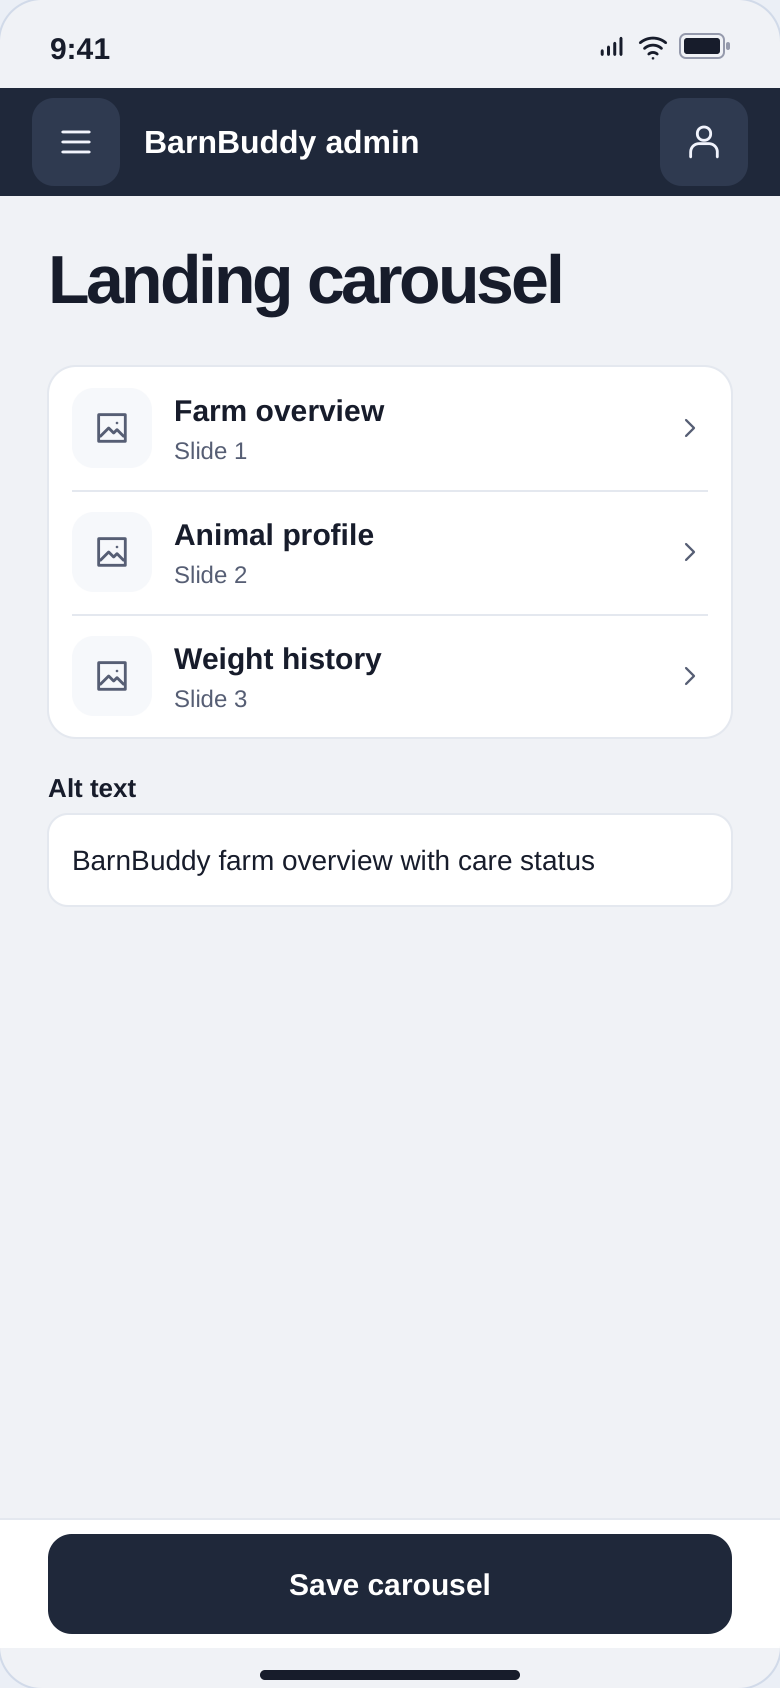 9:41
BarnBuddy admin
Landing carousel
Farm overview
Slide 1
Animal profile
Slide 2
Weight history
Slide 3
Alt text
BarnBuddy farm overview with care status
Save carousel